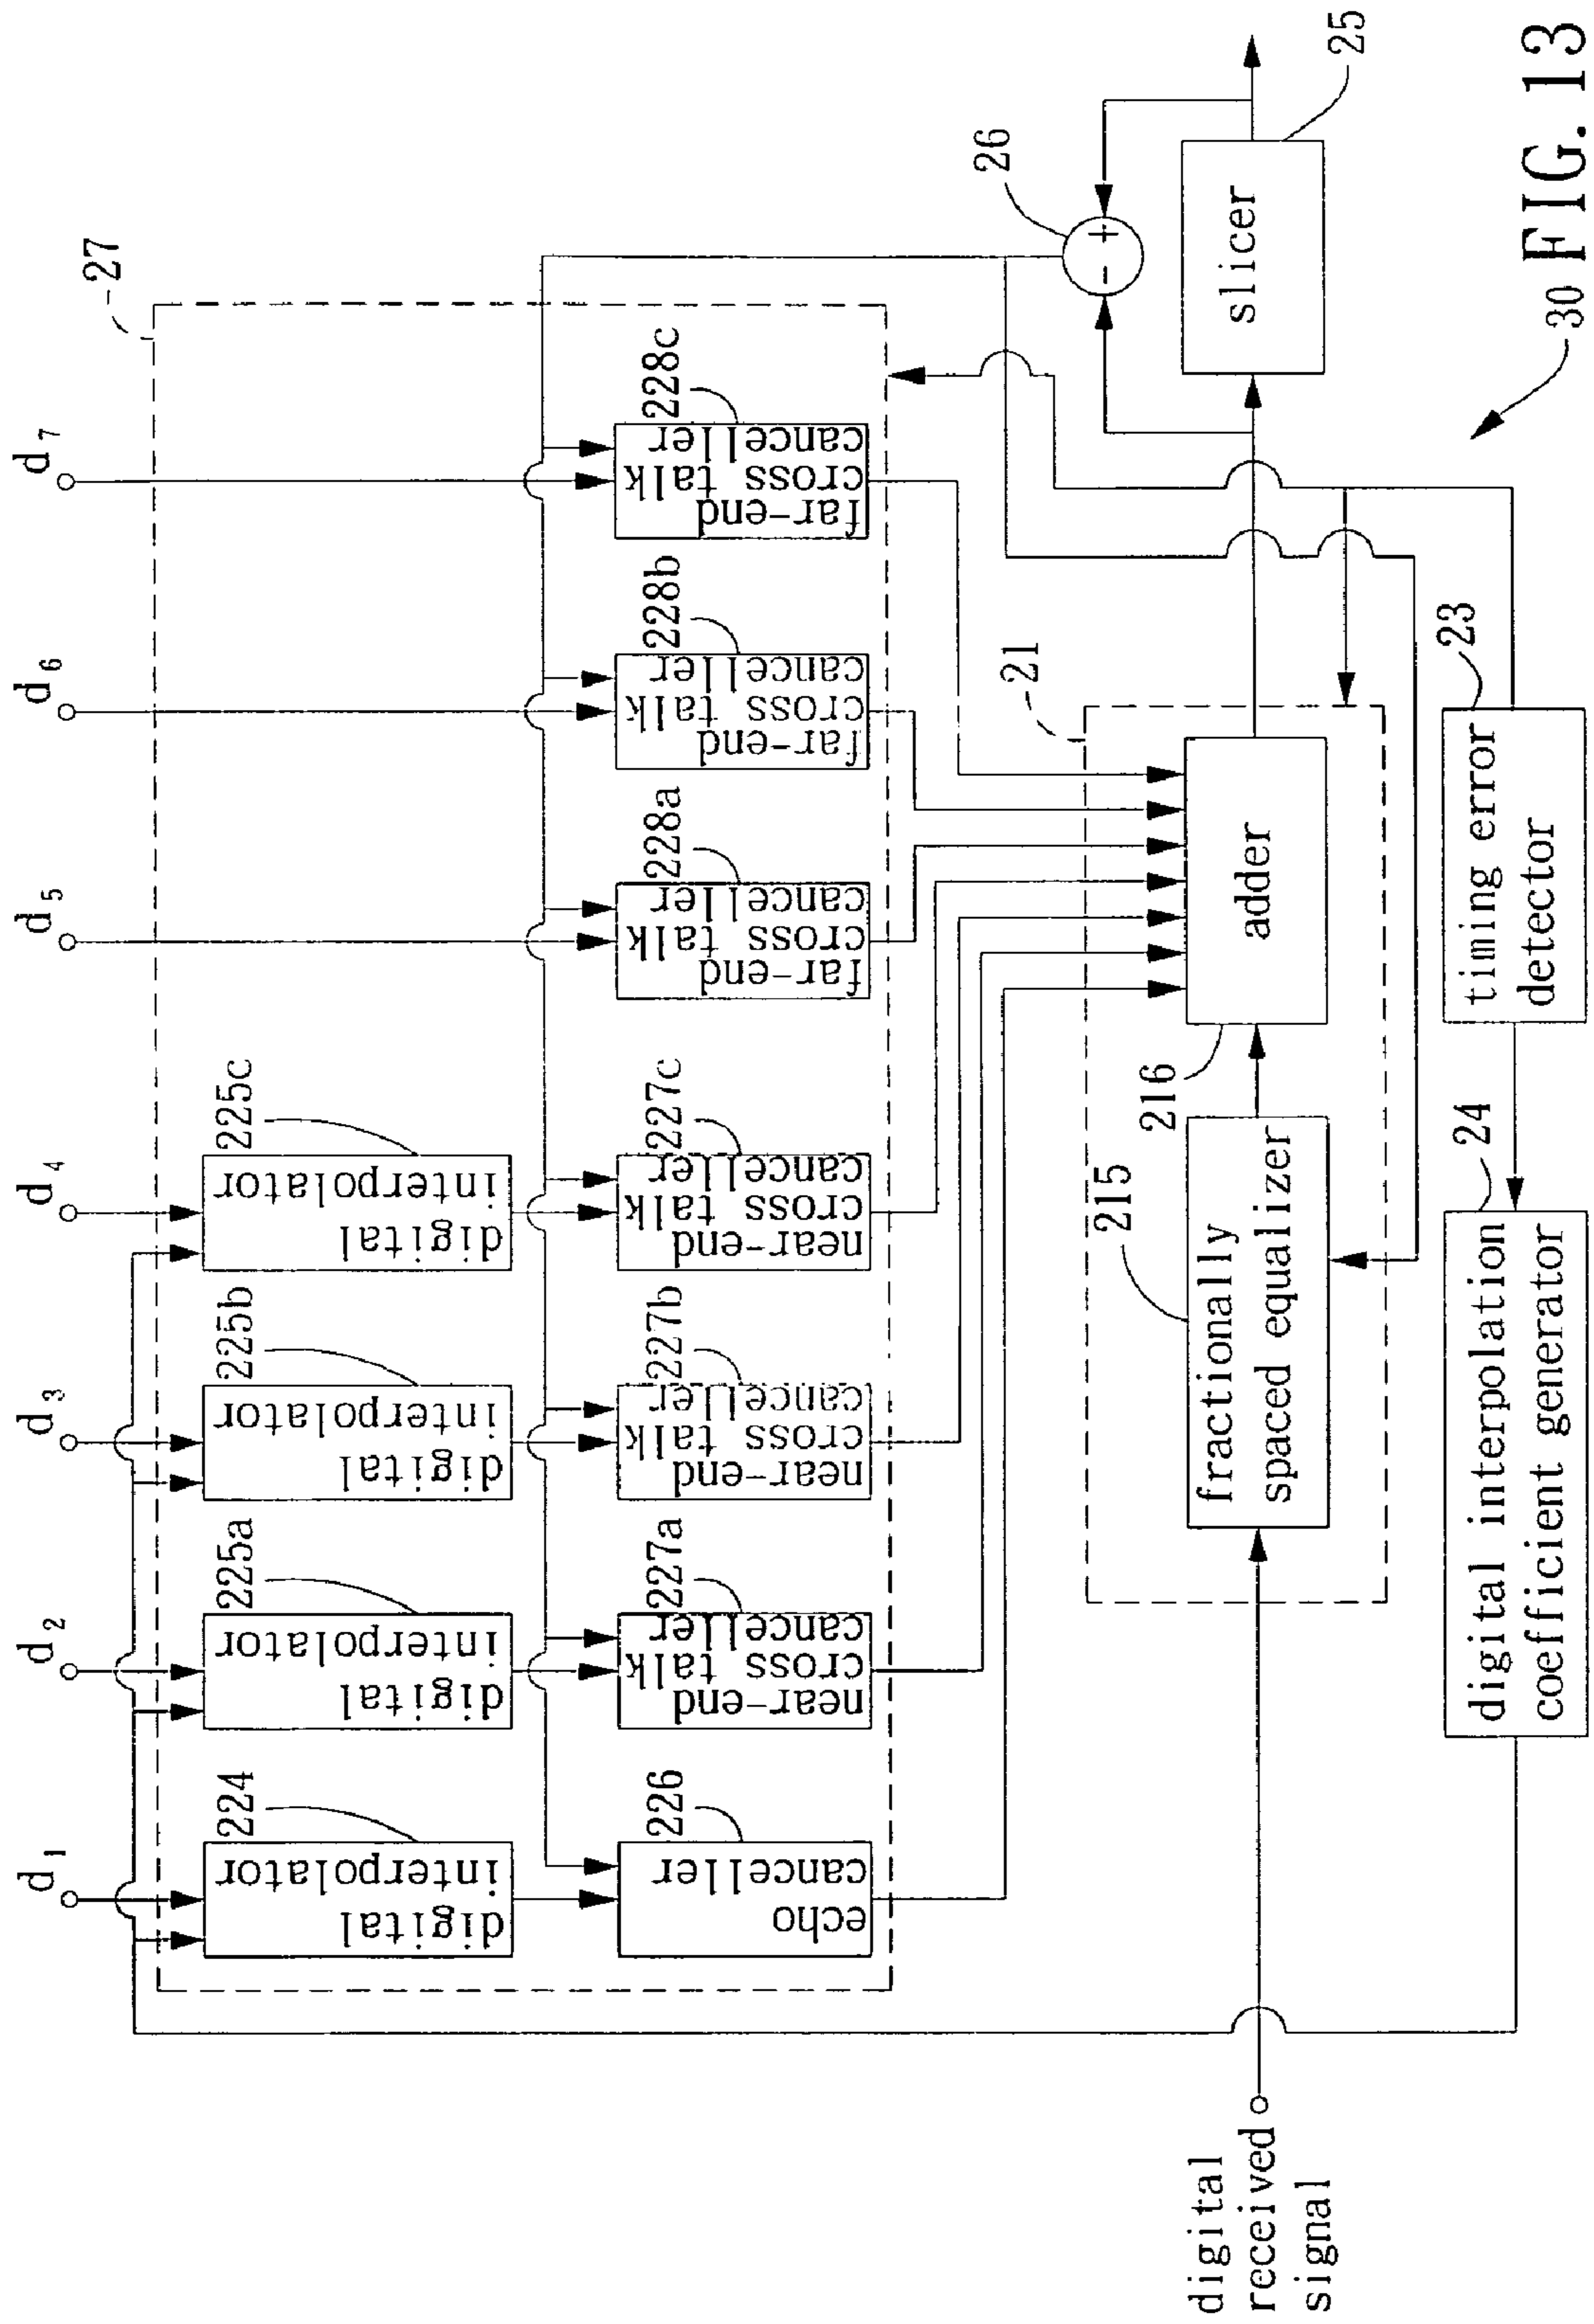 d1
d2
d3
d4
d5
d6
d7
27
224
225a
225b
225c
digital
interpolator
digital
interpolator
digital
interpolator
digital
interpolator
226
227a
227b
227c
228a
228b
228c
echo
canceller
near-end
cross talk
canceller
near-end
cross talk
canceller
near-end
cross talk
canceller
far-end
cross talk
canceller
far-end
cross talk
canceller
far-end
cross talk
canceller
26
- +
21
215
216
digital
received
signal
fractionally
spaced equalizer
adder
slicer
25
24
23
digital interpolation
coefficient generator
timing error
detector
30
FIG. 13